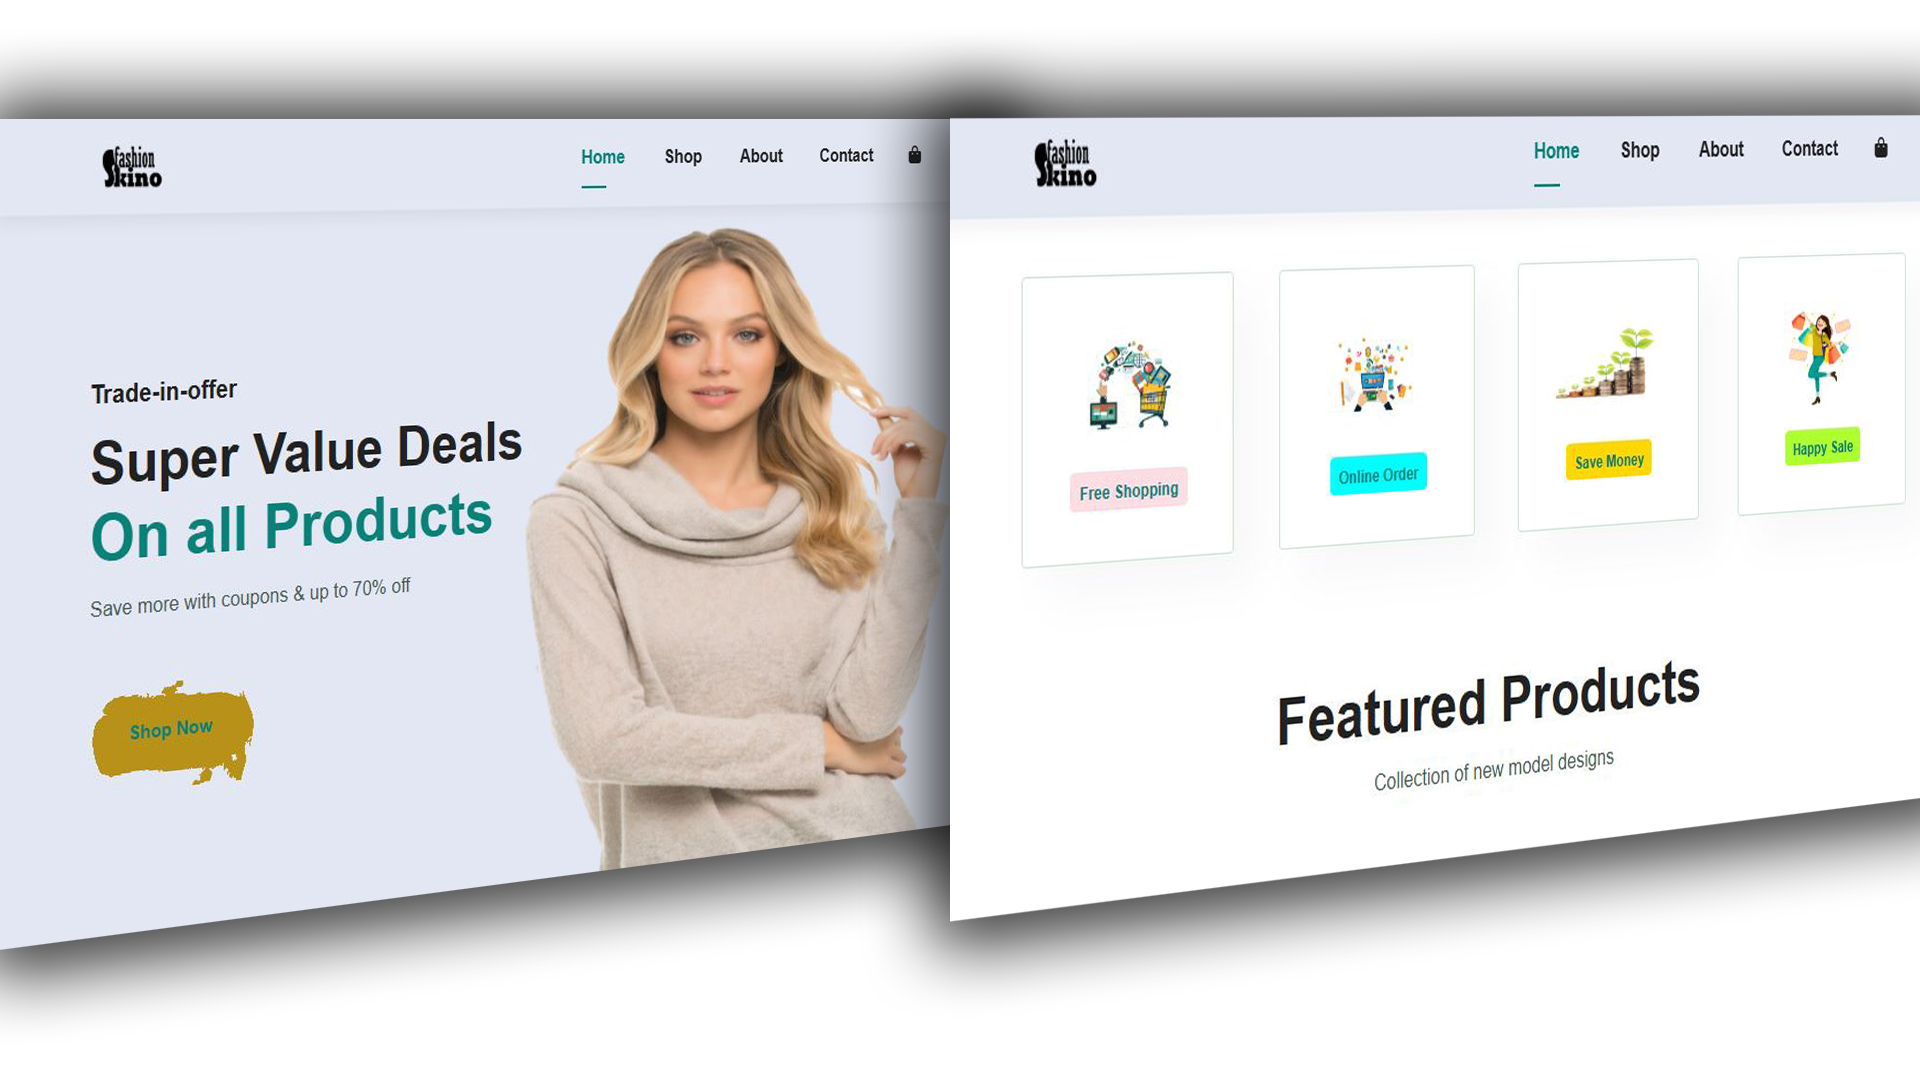 fashion
Skino
Home Shop About Contact
Trade-in-offer
Super Value Deals
On all Products
Save more with coupons & up to 70% off
Shop Now
fashion
Skino
Home Shop About Contact
Free Shopping
Online Order
Save Money
Happy Sale
Featured Products
Collection of new model designs